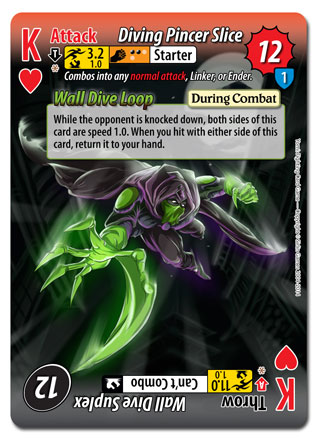 K Attack Diving Pincer Slice 12
3.2
1.0 Starter
1
Combos into any normal attack, Linker, or Ender.
Wall Dive Loop During Combat
While the opponent is knocked down, both sides of this
card are speed 1.0. When you hit with either side of this
card, return it to your hand.
K Throw Wall Dive Suplex 12
11.0
1.0 Can't Combo